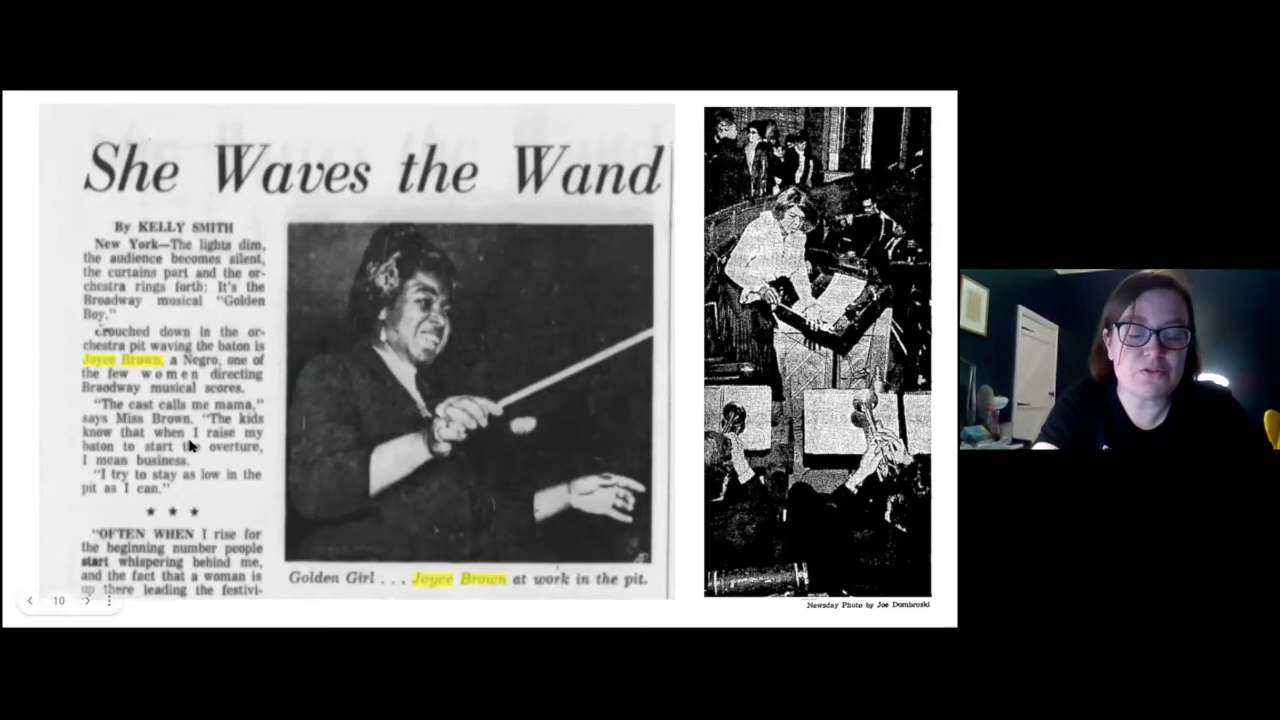 She Waves the Wand
By KELLY SMITH
New York—The lights dim,
the audience becomes silent,
the curtains part and the or-
chestra rings forth: It's the
Broadway musical "Golden
Boy."
Crouched down in the or-
chestra pit waving the baton is
Joyce Brown, a Negro, one of
the few women directing
Braodway musical scores.
"The cast calls me mama,"
says Miss Brown. "The kids
know that when I raise my
baton to start the overture,
I mean business.
"I try to stay as low in the
pit as I can."
★ ★ ★
"OFTEN WHEN I rise for
the beginning number people
start whispering behind me,
and the fact that a woman is
up there leading the festivi-
Golden Girl . . . Joyce Brown at work in the pit.
Newsday Photo by Joe Dombroski
10